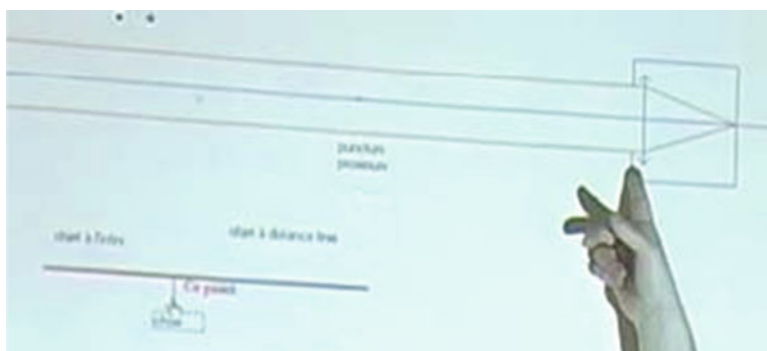 punctum
proximum
objet à l'infini
objet à distance finie
Ce point